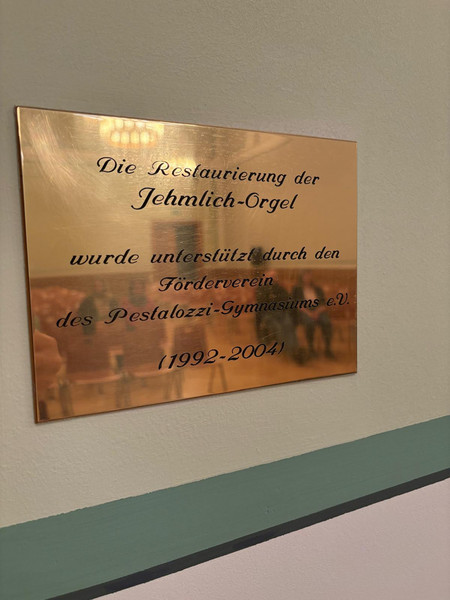 Die Restaurierung der
Jehmlich-Orgel
wurde unterstützt durch den
Förderverein
des Pestalozzi-Gymnasiums e.V.
(1992-2004)